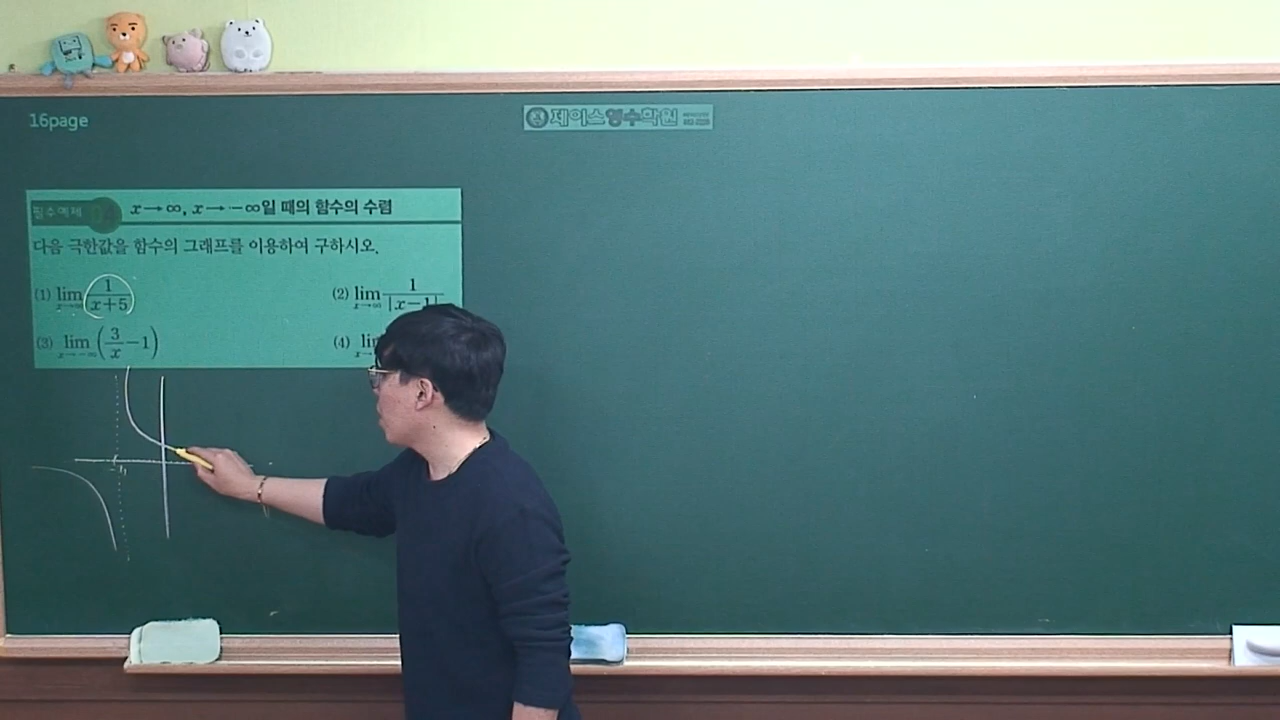 16page
제이스영수학원
필수예제 04 x→∞, x→-∞일 때의 함수의 수렴
다음 극한값을 함수의 그래프를 이용하여 구하시오.
(1) lim x→∞ 1/(x+5) (2) lim x→∞ 1/|x-1|
(3) lim x→-∞ (3/x-1) (4)